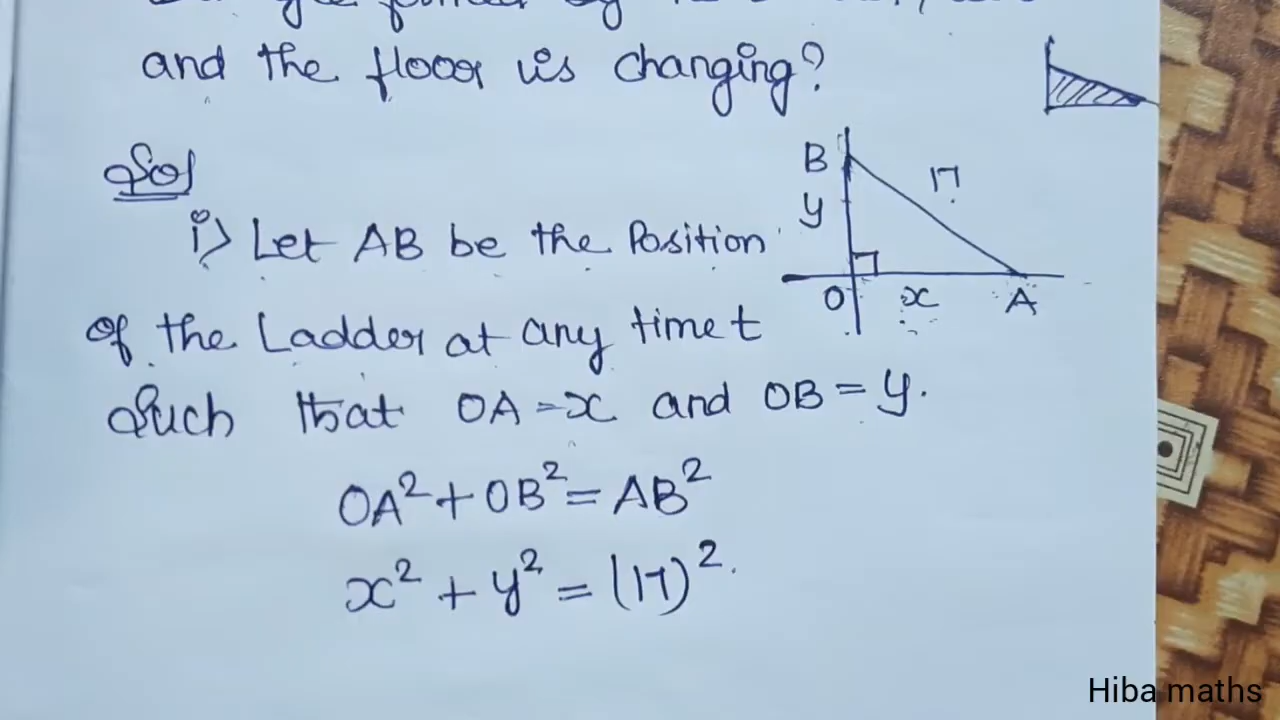 and the floor is changing?
Sol
i) Let AB be the Position
of the Ladder at any time t
Such that OA = x and OB = y.
OA² + OB² = AB²
x² + y² = (17)².
B
17
y
O
x
A
Hiba maths